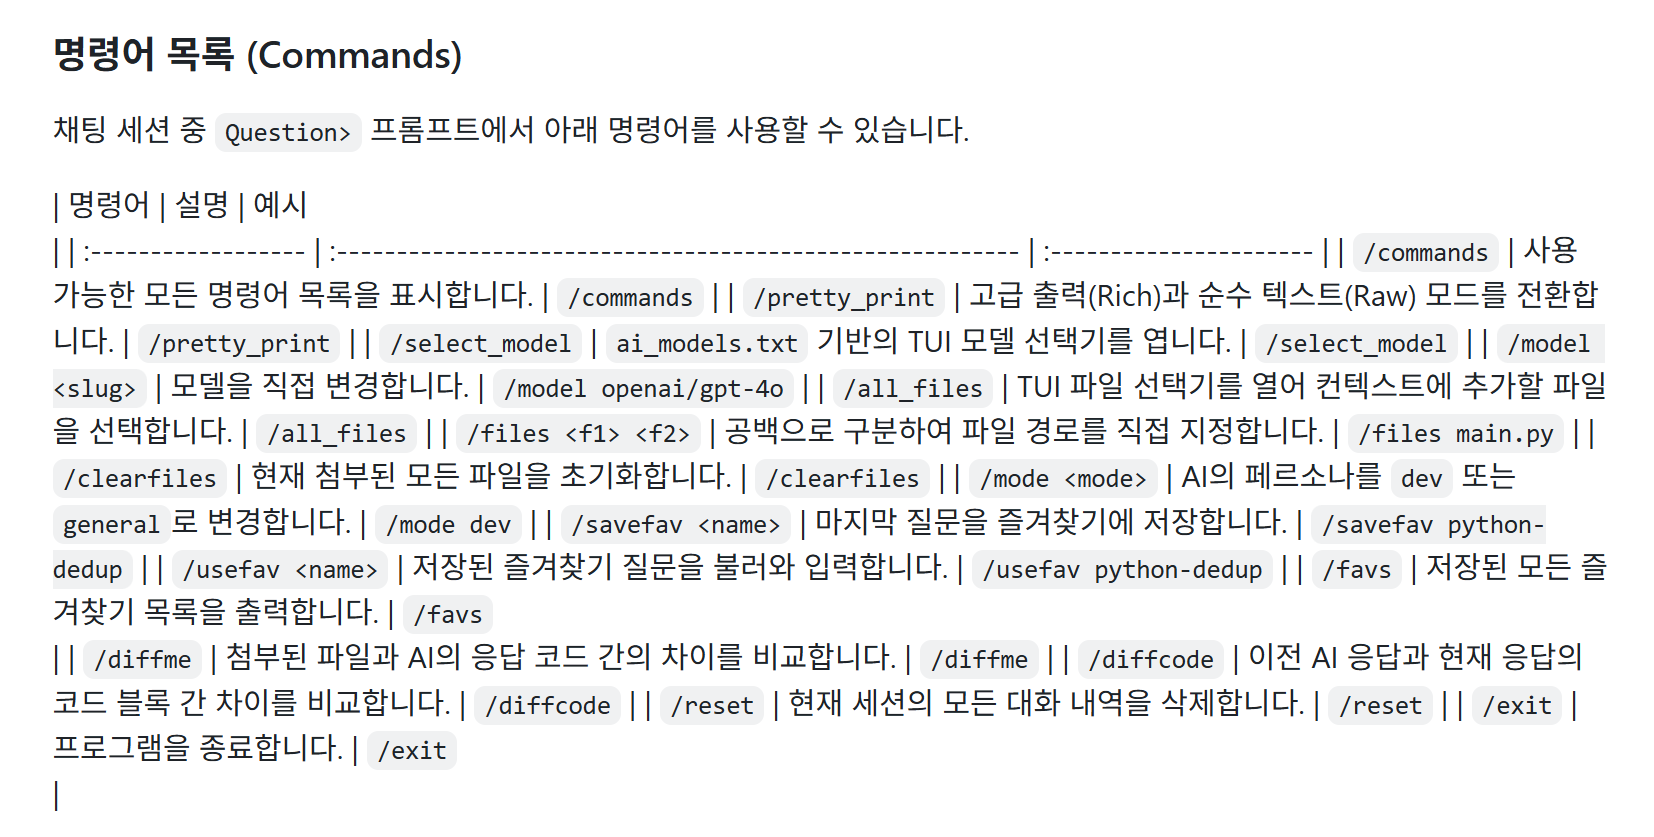 명령어 목록 (Commands)
채팅 세션 중 Question> 프롬프트에서 아래 명령어를 사용할 수 있습니다.
| 명령어 | 설명 | 예시
| | :------------------ | :--------------------------------------------------------- | :---------------------- | | /commands | 사용
가능한 모든 명령어 목록을 표시합니다. | /commands | | /pretty_print | 고급 출력(Rich)과 순수 텍스트(Raw) 모드를 전환합
니다. | /pretty_print | | /select_model | ai_models.txt 기반의 TUI 모델 선택기를 엽니다. | /select_model | | /model
<slug> | 모델을 직접 변경합니다. | /model openai/gpt-4o | | /all_files | TUI 파일 선택기를 열어 컨텍스트에 추가할 파일
을 선택합니다. | /all_files | | /files <f1> <f2> | 공백으로 구분하여 파일 경로를 직접 지정합니다. | /files main.py | |
/clearfiles | 현재 첨부된 모든 파일을 초기화합니다. | /clearfiles | | /mode <mode> | AI의 페르소나를 dev 또는
general로 변경합니다. | /mode dev | | /savefav <name> | 마지막 질문을 즐겨찾기에 저장합니다. | /savefav python-
dedup | | /usefav <name> | 저장된 즐겨찾기 질문을 불러와 입력합니다. | /usefav python-dedup | | /favs | 저장된 모든 즐
겨찾기 목록을 출력합니다. | /favs
| | /diffme | 첨부된 파일과 AI의 응답 코드 간의 차이를 비교합니다. | /diffme | | /diffcode | 이전 AI 응답과 현재 응답의
코드 블록 간 차이를 비교합니다. | /diffcode | | /reset | 현재 세션의 모든 대화 내역을 삭제합니다. | /reset | | /exit |
프로그램을 종료합니다. | /exit
|